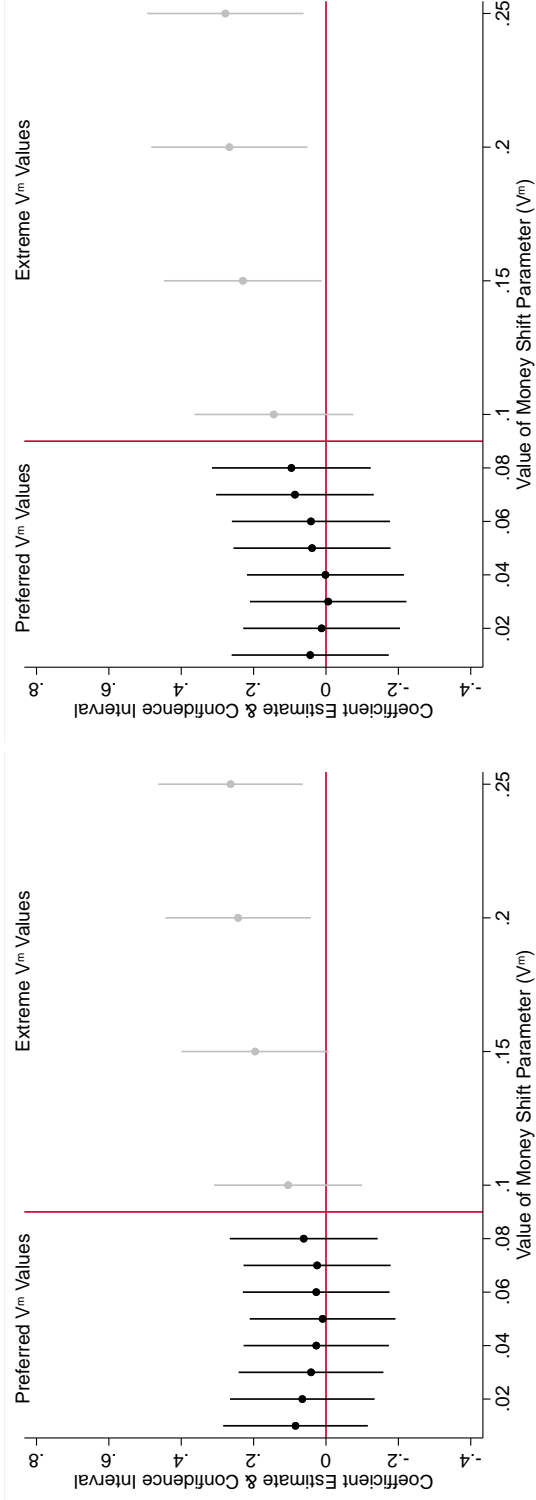 Preferred Vᵐ Values
Extreme Vᵐ Values
Coefficient Estimate & Confidence Interval
.8
.6
.4
.2
0
-.2
-.4
.02 .04 .06 .08 .1 .15 .2 .25
Value of Money Shift Parameter (Vᵐ)
Preferred Vᵐ Values
Extreme Vᵐ Values
Coefficient Estimate & Confidence Interval
.8
.6
.4
.2
0
-.2
-.4
.02 .04 .06 .08 .1 .15 .2 .25
Value of Money Shift Parameter (Vᵐ)